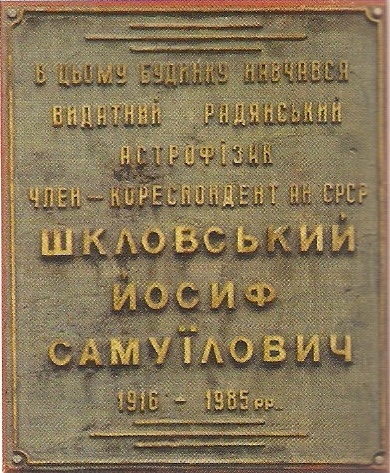 В ЦЬОМУ БУДИНКУ НАВЧАВСЯ
ВИДАТНИЙ РАДЯНСЬКИЙ
АСТРОФІЗИК
ЧЛЕН – КОРЕСПОНДЕНТ АН СРСР
ШКЛОВСЬКИЙ
ЙОСИФ
САМУЇЛОВИЧ
1916 – 1985 рр.